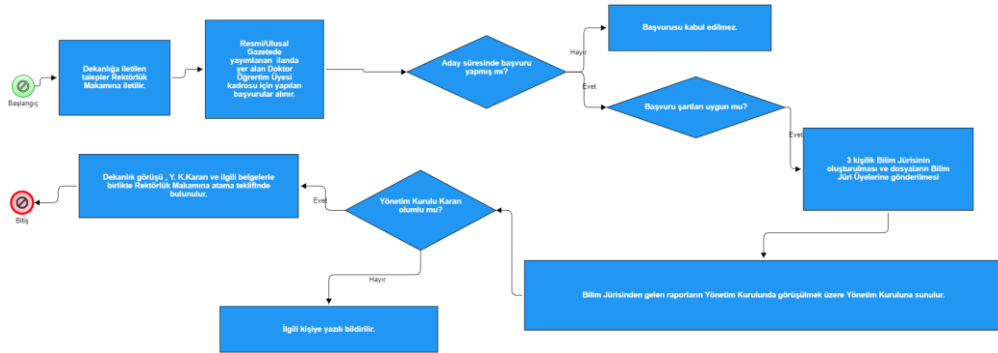 Başlangıç
Dekanlığa iletilen
talepler Rektörlük
Makamına iletilir.
Resmi/Ulusal
Gazetede
yayımlanan ilanda
yer alan Doktor
Öğrertim Üyesi
kadrosu için yapılan
başvurular alınır.
Aday süresinde başvuru
yapmış mı?
Hayır
Başvurusu kabul edilmez.
Evet
Başvuru şartları uygun mu?
Evet
3 kişilik Bilim Jürisinin
oluşturulması ve dosyaların Bilim
Jüri Üyelerine gönderilmesi
Bilim Jürisinden gelen raporların Yönetim Kurulunda görüşülmek üzere Yönetim Kuruluna sunulur.
Yönetim Kurulu Kararı
olumlu mu?
Hayır
İlgili kişiye yazılı bildirilir.
Evet
Dekanlık görüşü , Y. K.Kararı ve ilgili belgelerle
birlikte Rektörlük Makamına atama teklifinde
bulunulur.
Bitiş